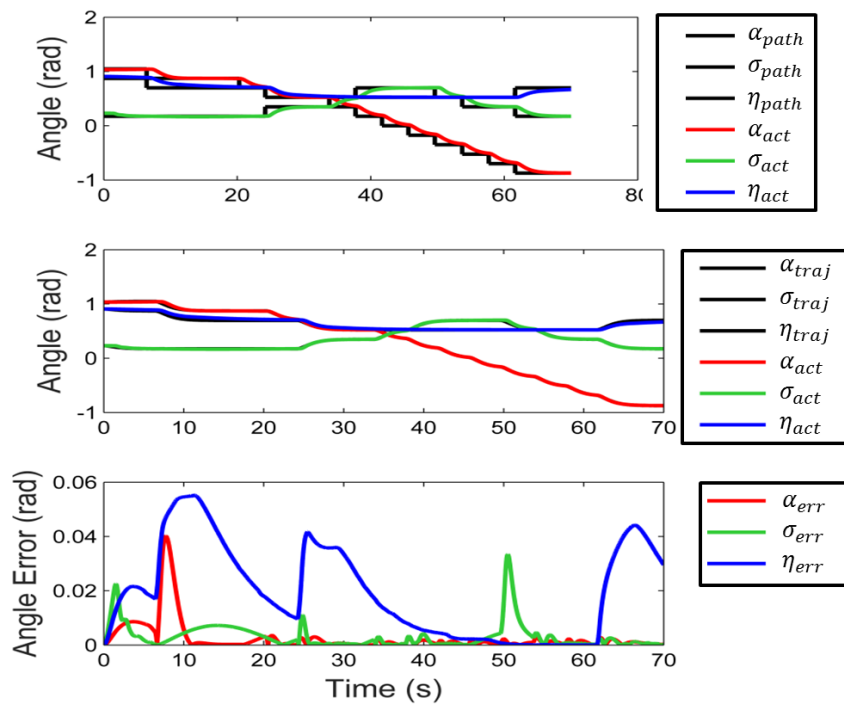 2
1
0
-1
0
20
40
60
80
Angle (rad)
α_path
σ_path
η_path
α_act
σ_act
η_act
2
1
0
-1
0
10
20
30
40
50
60
70
Angle (rad)
α_traj
σ_traj
η_traj
α_act
σ_act
η_act
0.06
0.04
0.02
0
0
10
20
30
40
50
60
70
Angle Error (rad)
Time (s)
α_err
σ_err
η_err